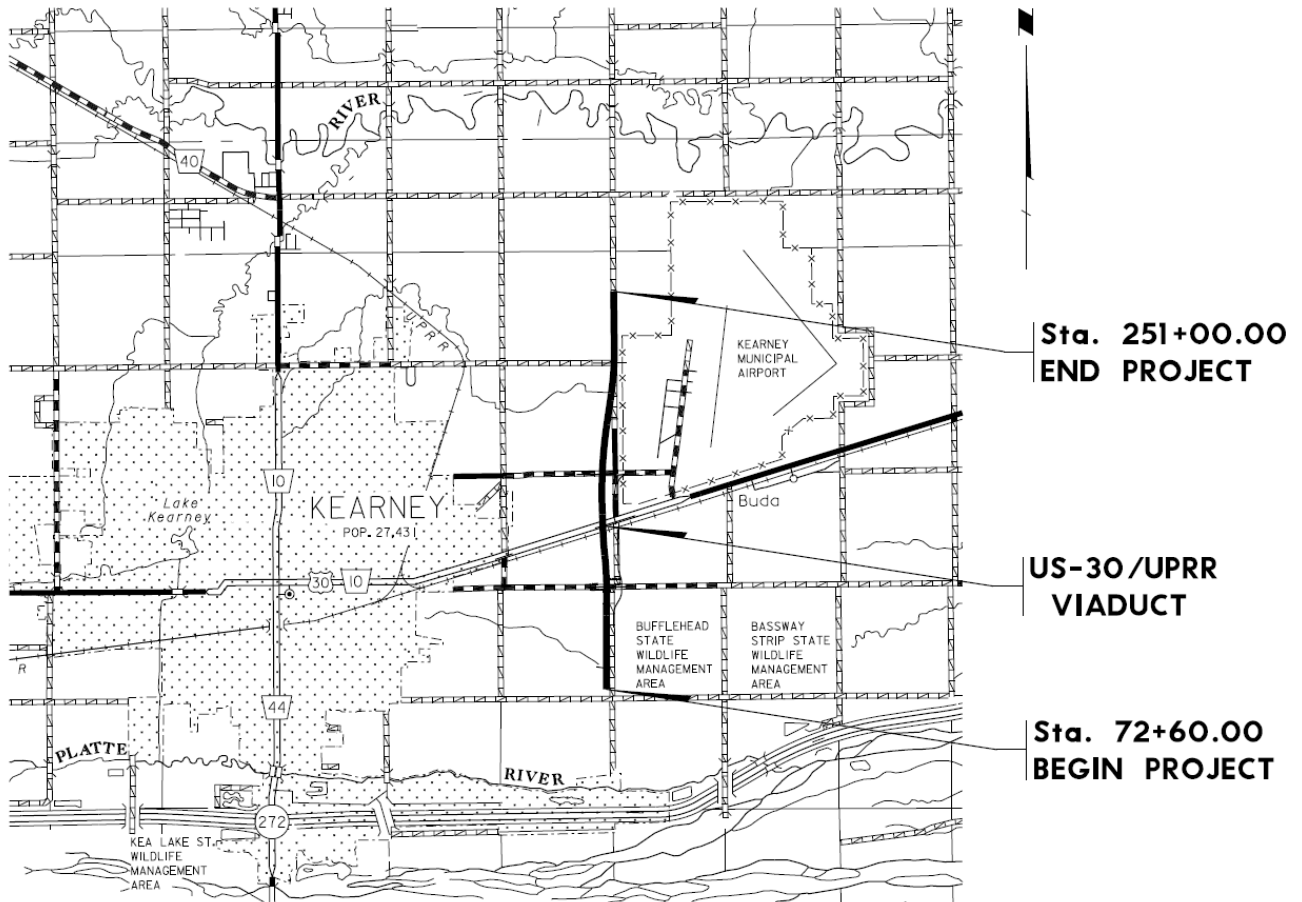 RIVER
40
UPRR
KEARNEY
MUNICIPAL
AIRPORT
Sta. 251+00.00
END PROJECT
10
Lake
Kearney
KEARNEY
POP. 27,431
Buda
30
10
US-30/UPRR
VIADUCT
BUFFLEHEAD
STATE
WILDLIFE
MANAGEMENT
AREA
BASSWAY
STRIP STATE
WILDLIFE
MANAGEMENT
AREA
R
44
Sta. 72+60.00
BEGIN PROJECT
PLATTE
RIVER
272
KEA LAKE ST.
WILDLIFE
MANAGEMENT
AREA